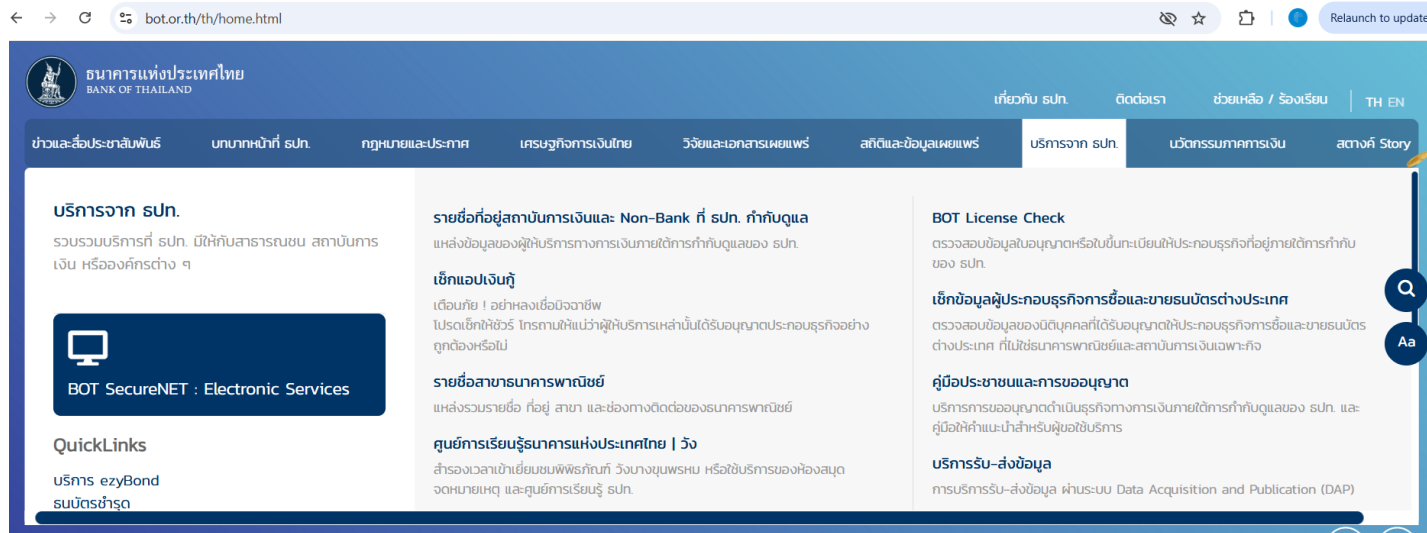 bot.or.th/th/home.html
Relaunch to update
ธนาคารแห่งประเทศไทย
BANK OF THAILAND
เกี่ยวกับ ธปท. ติดต่อเรา ช่วยเหลือ / ร้องเรียน TH EN
ข่าวและสื่อประชาสัมพันธ์ บทบาทหน้าที่ ธปท. กฎหมายและประกาศ เศรษฐกิจการเงินไทย วิจัยและเอกสารเผยแพร่ สถิติและข้อมูลเผยแพร่ บริการจาก ธปท. นวัตกรรมภาคการเงิน สตางค์ Story
บริการจาก ธปท.
รวบรวมบริการที่ ธปท. มีให้กับสาธารณชน สถาบันการ
เงิน หรือองค์กรต่าง ๆ
BOT SecureNET : Electronic Services
QuickLinks
บริการ ezyBond
ธนบัตรชำรุด
รายชื่อที่อยู่สถาบันการเงินและ Non-Bank ที่ ธปท. กำกับดูแล
แหล่งข้อมูลของผู้ให้บริการทางการเงินภายใต้การกำกับดูแลของ ธปท.
เช็กแอปเงินกู้
เตือนภัย ! อย่าหลงเชื่อมิจฉาชีพ
โปรดเช็กให้ชัวร์ โทรถามให้แน่ว่าผู้ให้บริการเหล่านั้นได้รับอนุญาตประกอบธุรกิจอย่าง
ถูกต้องหรือไม่
รายชื่อสาขาธนาคารพาณิชย์
แหล่งรวมรายชื่อ ที่อยู่ สาขา และช่องทางติดต่อของธนาคารพาณิชย์
ศูนย์การเรียนรู้ธนาคารแห่งประเทศไทย | วัง
สำรองเวลาเข้าเยี่ยมชมพิพิธภัณฑ์ วังบางขุนพรหม หรือใช้บริการของห้องสมุด
จดหมายเหตุ และศูนย์การเรียนรู้ ธปท.
BOT License Check
ตรวจสอบข้อมูลใบอนุญาตหรือใบขึ้นทะเบียนให้ประกอบธุรกิจที่อยู่ภายใต้การกำกับ
ของ ธปท.
เช็กข้อมูลผู้ประกอบธุรกิจการซื้อและขายธนบัตรต่างประเทศ
ตรวจสอบข้อมูลของนิติบุคคลที่ได้รับอนุญาตให้ประกอบธุรกิจการซื้อและขายธนบัตร
ต่างประเทศ ที่ไม่ใช่ธนาคารพาณิชย์และสถาบันการเงินเฉพาะกิจ
คู่มือประชาชนและการขออนุญาต
บริการการขออนุญาตดำเนินธุรกิจทางการเงินภายใต้การกำกับดูแลของ ธปท. และ
คู่มือให้คำแนะนำสำหรับผู้ขอใช้บริการ
บริการรับ-ส่งข้อมูล
การบริการรับ-ส่งข้อมูล ผ่านระบบ Data Acquisition and Publication (DAP)
Aa